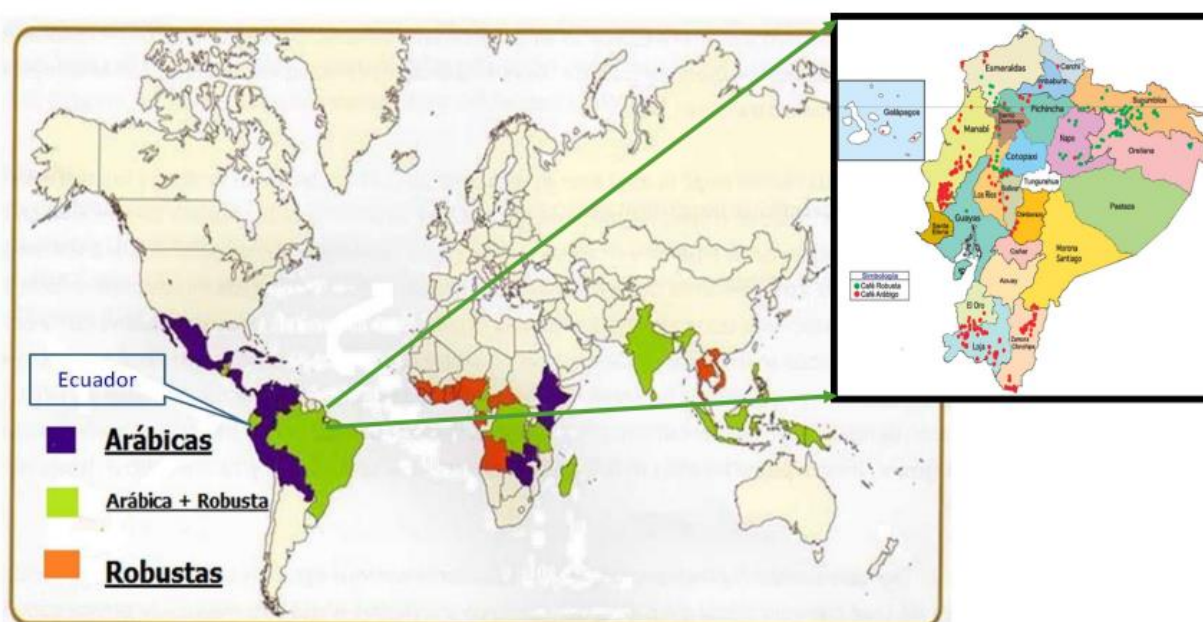 Ecuador
Arábicas
Arábica + Robusta
Robustas
Esmeraldas
Carchi
Imbabura
Sucumbíos
Galápagos
Manabí
Santo
Domingo
Pichincha
Napo
Orellana
Cotopaxi
Los Ríos
Bolívar
Tungurahua
Pastaza
Guayas
Santa
Elena
Chimborazo
Morona
Santiago
Cañar
Azuay
El Oro
Loja
Zamora
Chinchipe
Simbología
Café Robusta
Café Arábigo